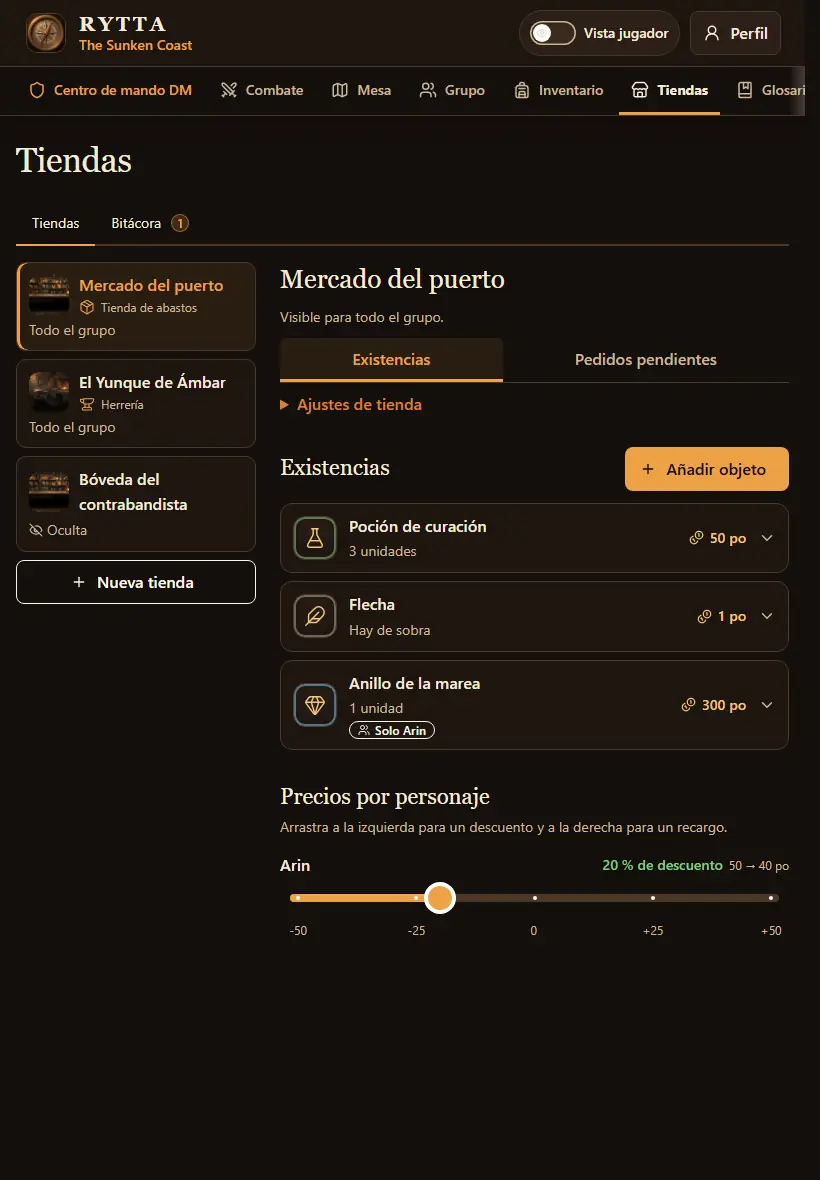 RYTTA
The Sunken Coast
Vista jugador
Perfil
Centro de mando DM
Combate
Mesa
Grupo
Inventario
Tiendas
Glosari
Tiendas
Tiendas
Bitácora 1
Mercado del puerto
Tienda de abastos
Todo el grupo
El Yunque de Ámbar
Herrería
Todo el grupo
Bóveda del
contrabandista
Oculta
+ Nueva tienda
Mercado del puerto
Visible para todo el grupo.
Existencias
Pedidos pendientes
Ajustes de tienda
Existencias
+ Añadir objeto
Poción de curación
3 unidades
50 po
Flecha
Hay de sobra
1 po
Anillo de la marea
1 unidad
Solo Arin
300 po
Precios por personaje
Arrastra a la izquierda para un descuento y a la derecha para un recargo.
Arin
20 % de descuento 50 → 40 po
-50 -25 0 +25 +50